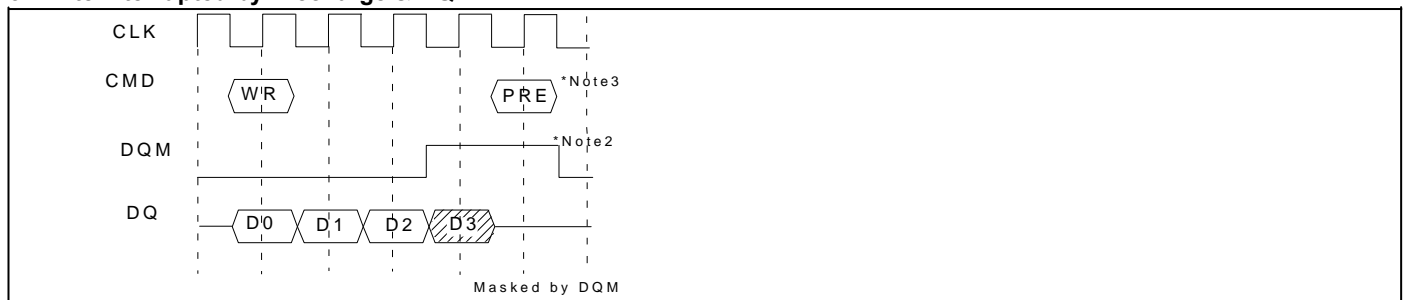 CLK
CMD
WR
PRE
*Note3
DQM
*Note2
DQ
D0
D1
D2
D3
Masked by DQM